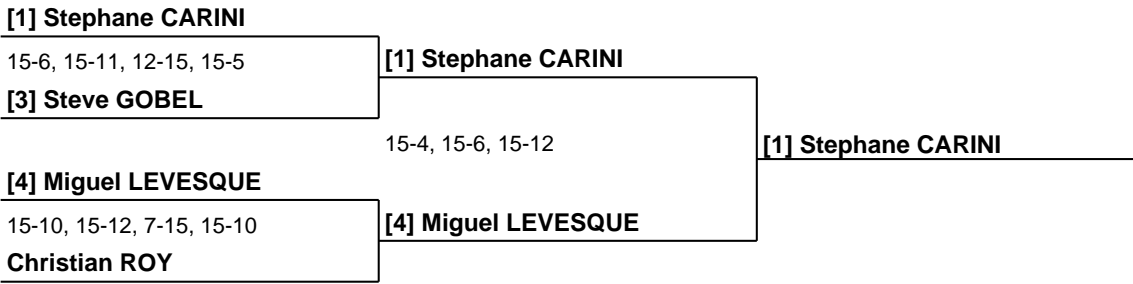 [1] Stephane CARINI
15-6, 15-11, 12-15, 15-5
[1] Stephane CARINI
[3] Steve GOBEL
15-4, 15-6, 15-12
[1] Stephane CARINI
[4] Miguel LEVESQUE
15-10, 15-12, 7-15, 15-10
[4] Miguel LEVESQUE
Christian ROY